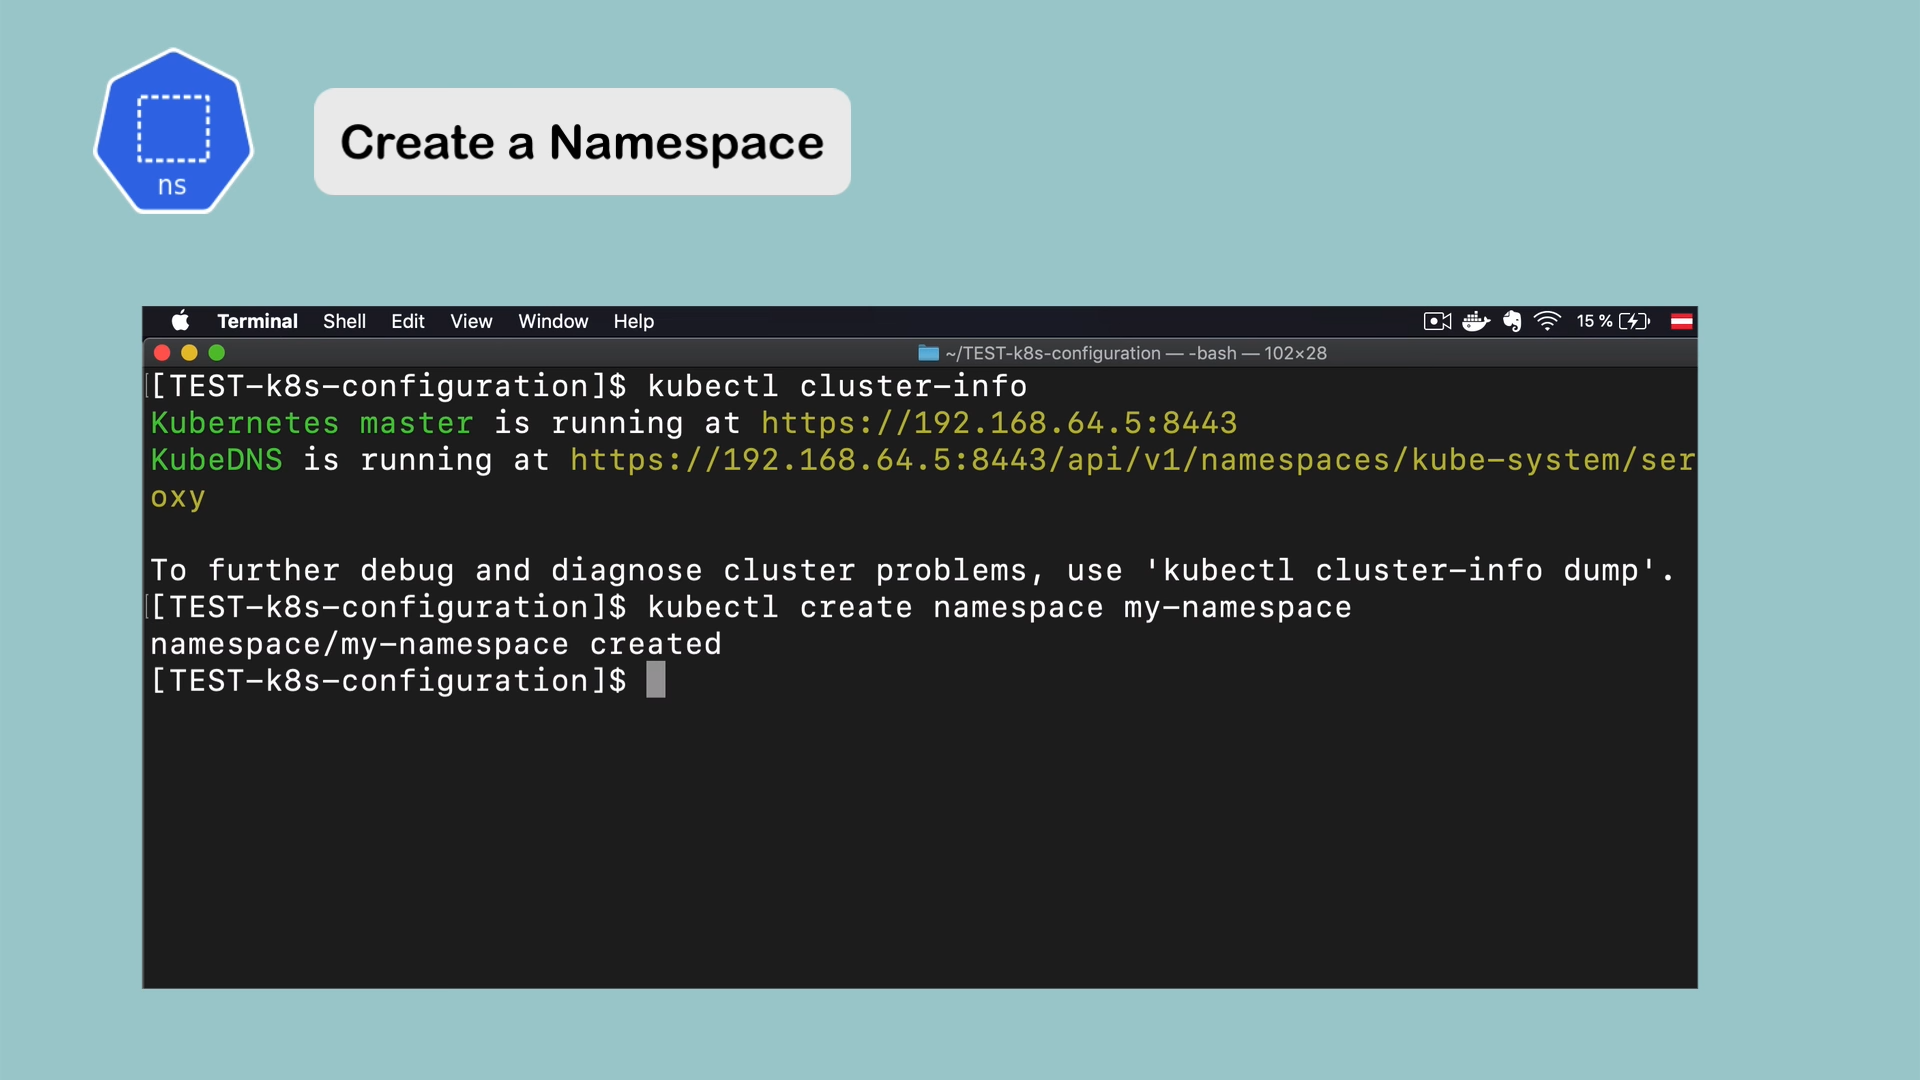 ns
Create a Namespace
Terminal Shell Edit View Window Help 15 %
~/TEST-k8s-configuration — -bash — 102×28
[[TEST-k8s-configuration]$ kubectl cluster-info
Kubernetes master is running at https://192.168.64.5:8443
KubeDNS is running at https://192.168.64.5:8443/api/v1/namespaces/kube-system/ser
oxy
To further debug and diagnose cluster problems, use 'kubectl cluster-info dump'.
[[TEST-k8s-configuration]$ kubectl create namespace my-namespace
namespace/my-namespace created
[TEST-k8s-configuration]$